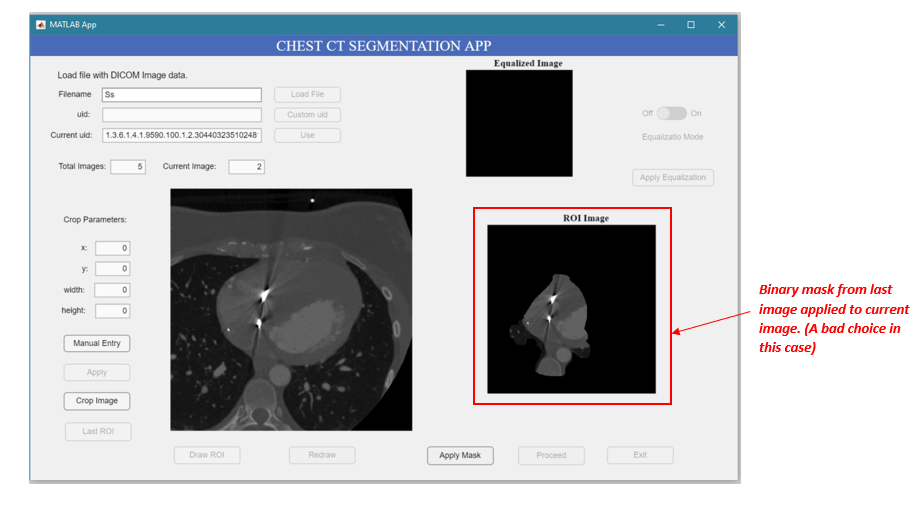 MATLAB App
CHEST CT SEGMENTATION APP
Load file with DICOM Image data.
Filename Ss Load File
uid: Custom uid
Current uid: 1.3.6.1.4.1.9590.100.1.2.30440323510248 Use
Total Images: 5 Current Image: 2
Equalized Image
Off On
Equalizatio Mode
Apply Equalization
Crop Parameters:
x: 0
y: 0
width: 0
height: 0
Manual Entry
Apply
Crop Image
Last ROI
ROI Image
Draw ROI Redraw Apply Mask Proceed Exit
Binary mask from last
image applied to current
image. (A bad choice in
this case)